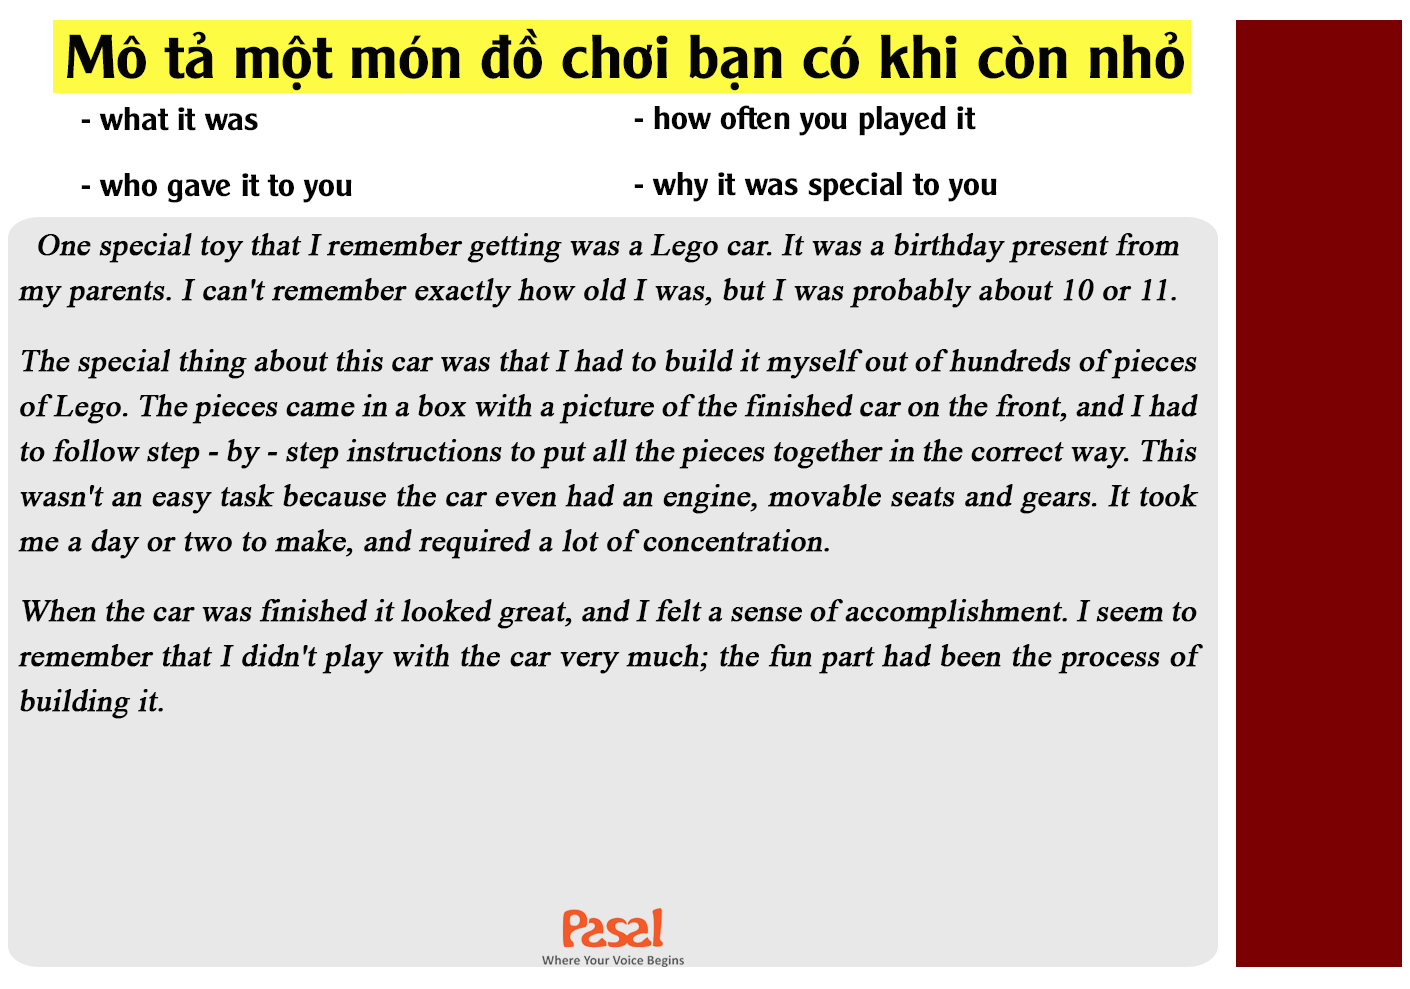 Mô tả một món đồ chơi bạn có khi còn nhỏ
- what it was
- how often you played it
- who gave it to you
- why it was special to you
One special toy that I remember getting was a Lego car. It was a birthday present from
my parents. I can't remember exactly how old I was, but I was probably about 10 or 11.
The special thing about this car was that I had to build it myself out of hundreds of pieces
of Lego. The pieces came in a box with a picture of the finished car on the front, and I had
to follow step - by - step instructions to put all the pieces together in the correct way. This
wasn't an easy task because the car even had an engine, movable seats and gears. It took
me a day or two to make, and required a lot of concentration.
When the car was finished it looked great, and I felt a sense of accomplishment. I seem to
remember that I didn't play with the car very much; the fun part had been the process of
building it.
Pasal
Where Your Voice Begins